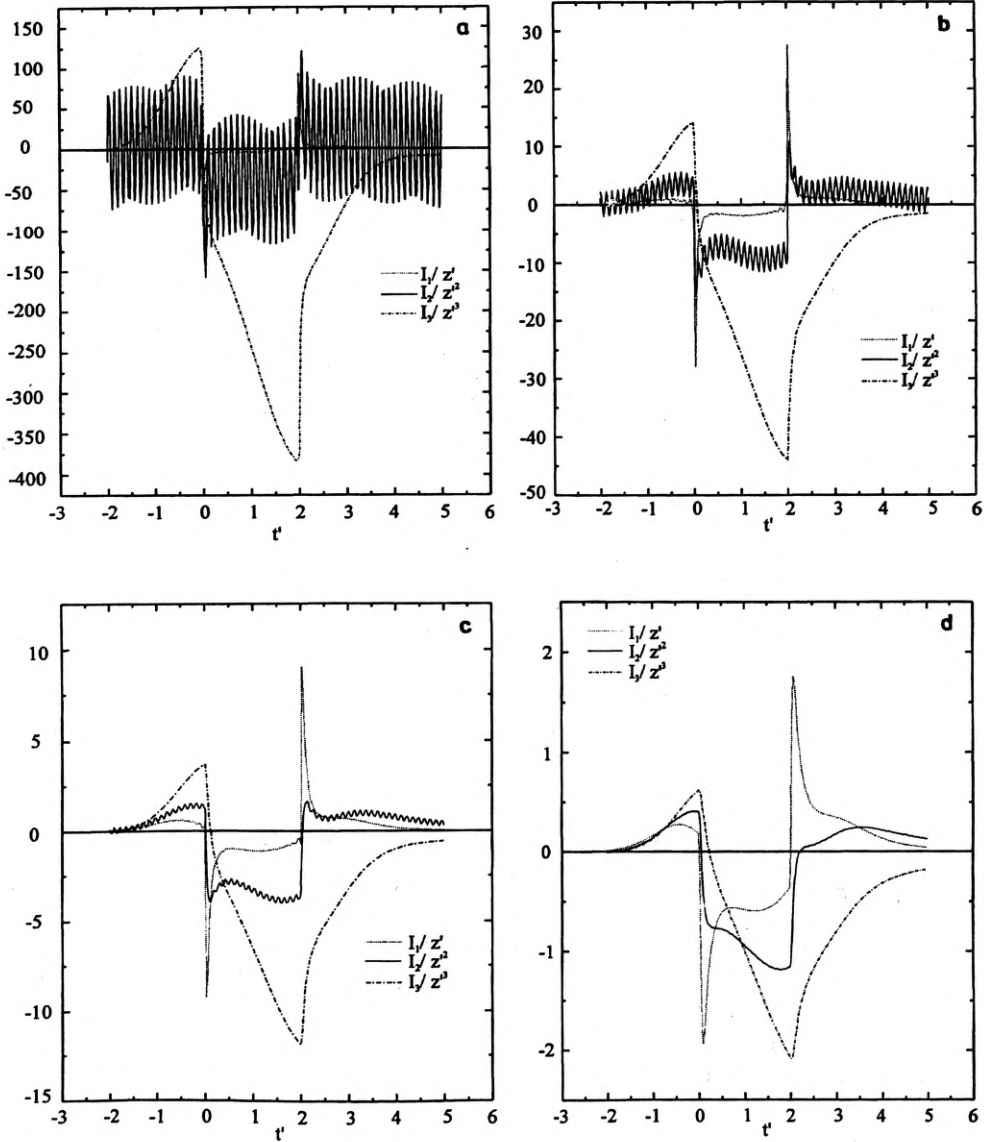 a
125
100
75
50
0
-50
-100
-150
-200
-250
-300
-350
-400
I₁/ z'
I₂/ z'²
I₃/ z'³
-3 -2 -1 0 1 2 3 4 5 6
t'
b
35
30
20
10
0
-10
-20
-30
-40
-50
I₁/ z'
I₂/ z'²
I₃/ z'³
-3 -2 -1 0 1 2 3 4 5 6
t'
c
10
5
0
-5
-10
-15
I₁/ z'
I₂/ z'²
I₃/ z'³
-3 -2 -1 0 1 2 3 4 5 6
t'
d
I₁/ z'
I₂/ z'²
I₃/ z'³
2
1
0
-1
-2
-3 -2 -1 0 1 2 3 4 5 6
t'